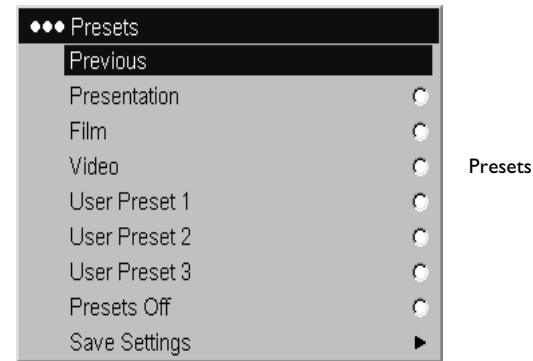 Presets
Previous
Presentation
Film
Video
Presets
User Preset 1
User Preset 2
User Preset 3
Presets Off
Save Settings